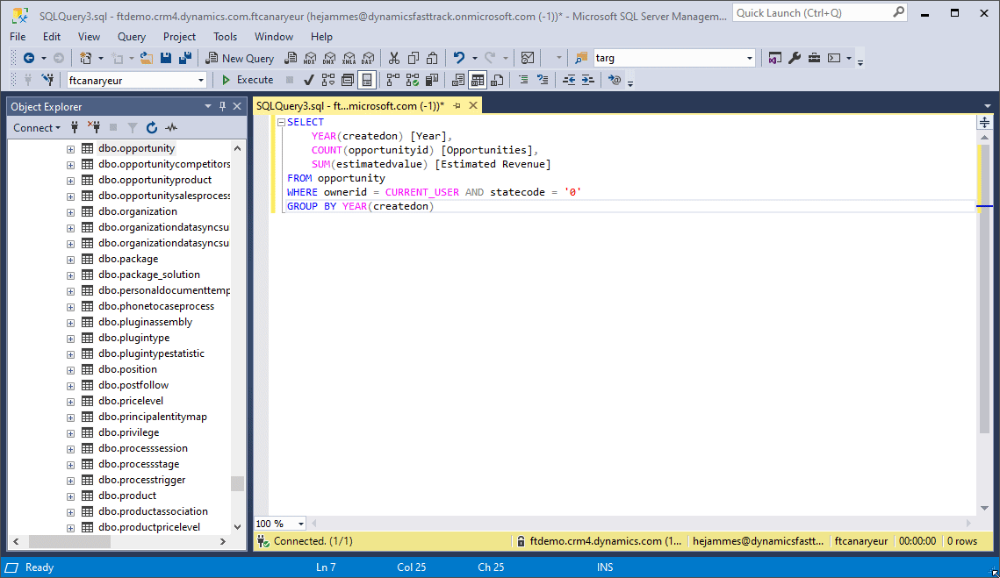 SQLQuery3.sql - ftdemo.crm4.dynamics.com.ftcanaryeur (hejammes@dynamicsfasttrack.onmicrosoft.com (-1))* - Microsoft SQL Server Managem...
Quick Launch (Ctrl+Q)
File Edit View Query Project Tools Window Help
New Query
MDX DMX XMLA DAX
targ
ftcanaryeur
Execute
Object Explorer
SQLQuery3.sql - ft...microsoft.com (-1))*
Connect
dbo.opportunity
dbo.opportunitycompetitors
dbo.opportunityproduct
dbo.opportunitysalesprocess
dbo.organization
dbo.organizationdatasyncsu
dbo.organizationdatasyncsu
dbo.package
dbo.package_solution
dbo.personaldocumenttemp
dbo.phonetocaseprocess
dbo.pluginassembly
dbo.plugintype
dbo.plugintypestatistic
dbo.position
dbo.postfollow
dbo.pricelevel
dbo.principalentitymap
dbo.privilege
dbo.processsession
dbo.processstage
dbo.processtrigger
dbo.product
dbo.productassociation
dbo.productpricelevel
SELECT
YEAR(createdon) [Year],
COUNT(opportunityid) [Opportunities],
SUM(estimatedvalue) [Estimated Revenue]
FROM opportunity
WHERE ownerid = CURRENT_USER AND statecode = '0'
GROUP BY YEAR(createdon)
100 %
Connected. (1/1)
ftdemo.crm4.dynamics.com (1...
hejammes@dynamicsfastt...
ftcanaryeur
00:00:00
0 rows
Ready
Ln 7
Col 25
Ch 25
INS